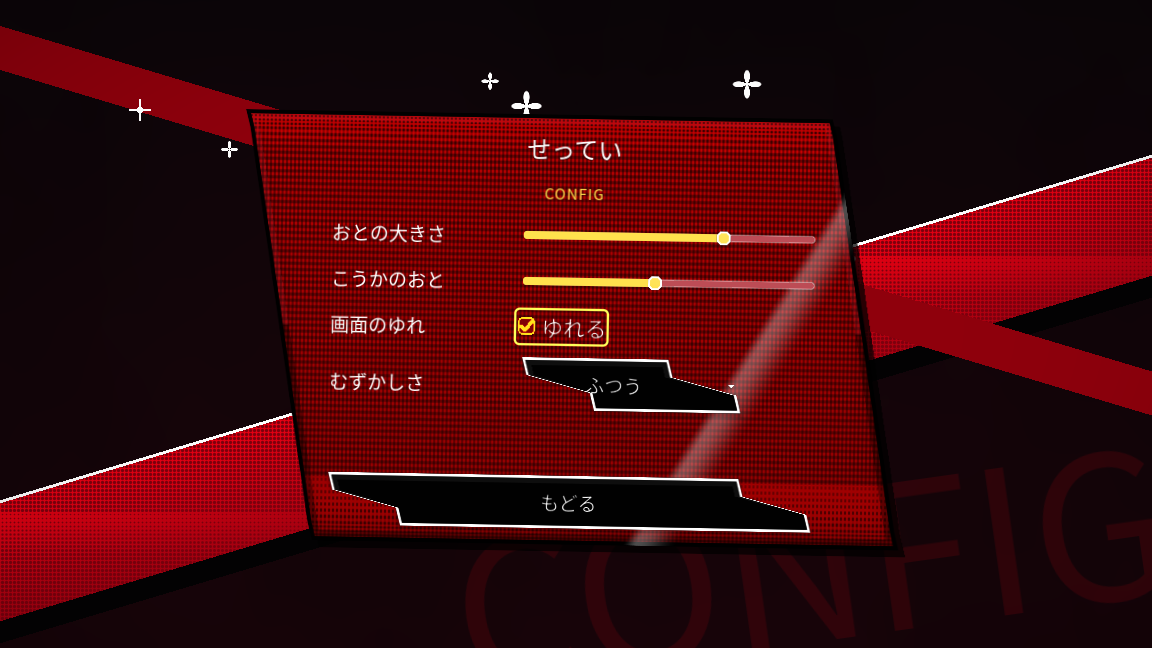 せってい
CONFIG
おとの大きさ
こうかのおと
画面のゆれ
ゆれる
むずかしさ
ふつう
もどる
CONFIG